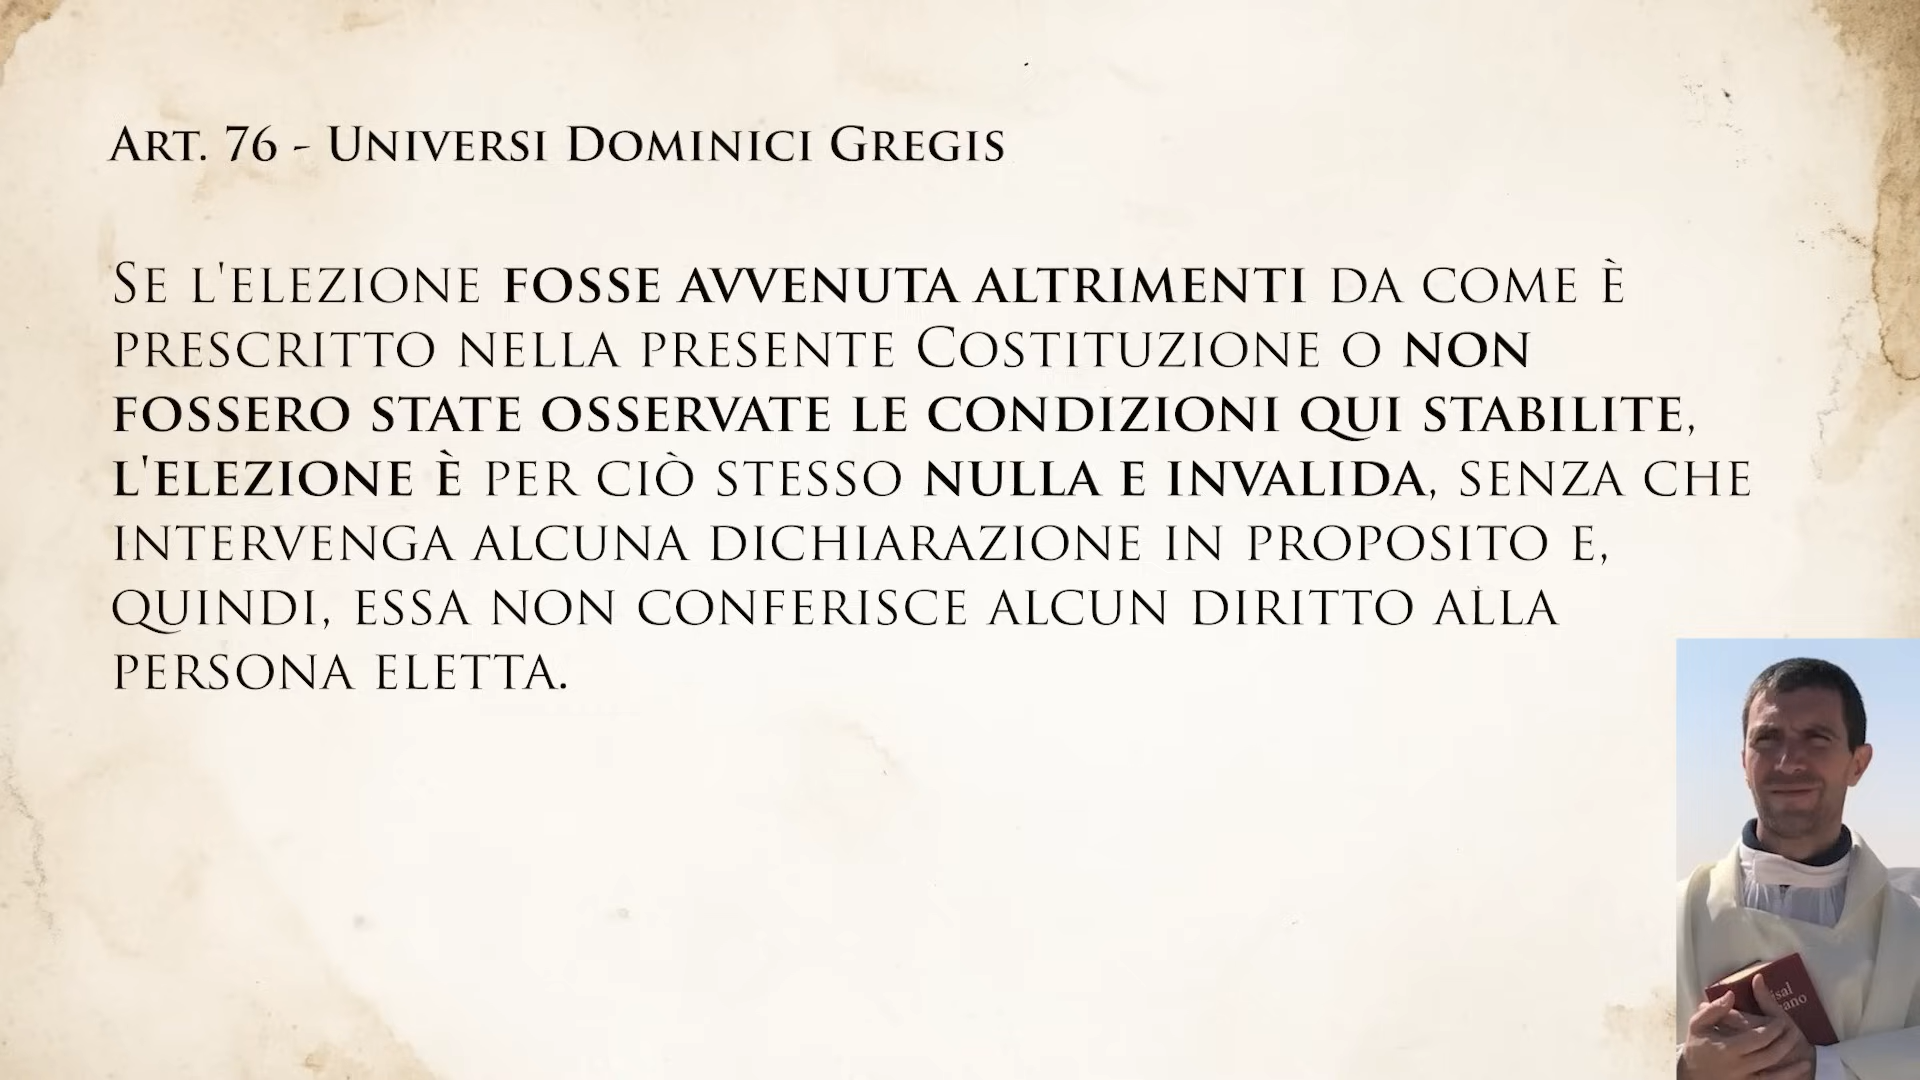 Art. 76 - Universi Dominici Gregis
Se l'elezione fosse avvenuta altrimenti da come è
prescritto nella presente Costituzione o non
fossero state osservate le condizioni qui stabilite,
l'elezione è per ciò stesso nulla e invalida, senza che
intervenga alcuna dichiarazione in proposito e,
quindi, essa non conferisce alcun diritto alla
persona eletta.